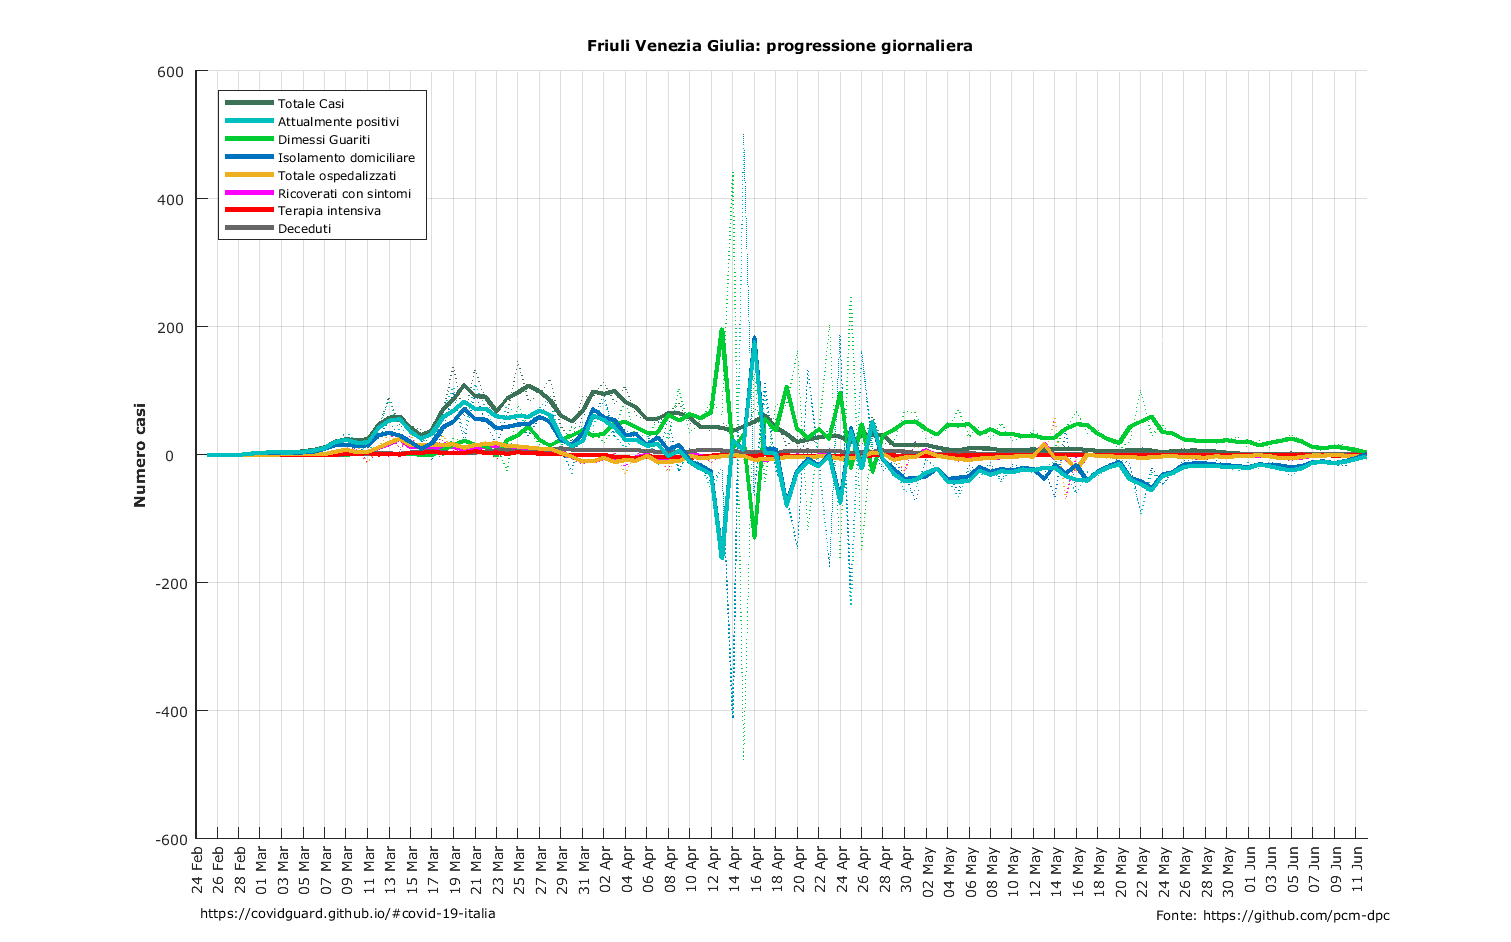 Friuli Venezia Giulia: progressione giornaliera
600
400
200
0
-200
-400
-600
Numero casi
Totale Casi
Attualmente positivi
Dimessi Guariti
Isolamento domiciliare
Totale ospedalizzati
Ricoverati con sintomi
Terapia intensiva
Deceduti
24 Feb
26 Feb
28 Feb
01 Mar
03 Mar
05 Mar
07 Mar
09 Mar
11 Mar
13 Mar
15 Mar
17 Mar
19 Mar
21 Mar
23 Mar
25 Mar
27 Mar
29 Mar
31 Mar
02 Apr
04 Apr
06 Apr
08 Apr
10 Apr
12 Apr
14 Apr
16 Apr
18 Apr
20 Apr
22 Apr
24 Apr
26 Apr
28 Apr
30 Apr
02 May
04 May
06 May
08 May
10 May
12 May
14 May
16 May
18 May
20 May
22 May
24 May
26 May
28 May
30 May
01 Jun
03 Jun
05 Jun
07 Jun
09 Jun
11 Jun
https://covidguard.github.io/#covid-19-italia
Fonte: https://github.com/pcm-dpc